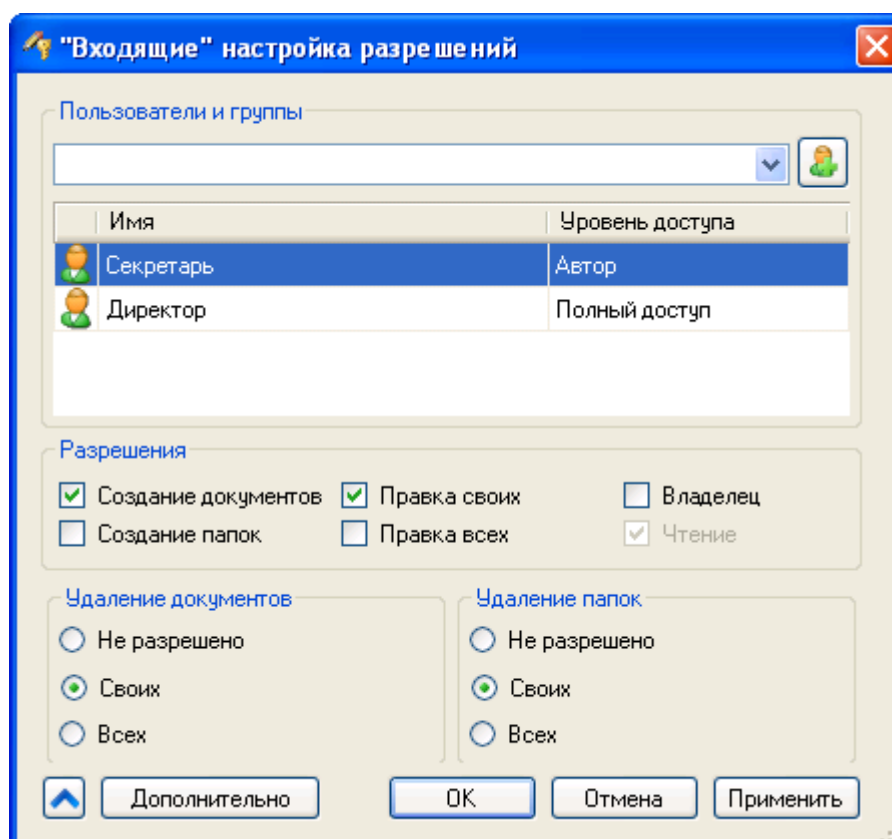 "Входящие" настройка разрешений
Пользователи и группы
Имя Уровень доступа
Секретарь Автор
Директор Полный доступ
Разрешения
Создание документов Правка своих Владелец
Создание папок Правка всех Чтение
Удаление документов Удаление папок
Не разрешено Не разрешено
Своих Своих
Всех Всех
Дополнительно OK Отмена Применить